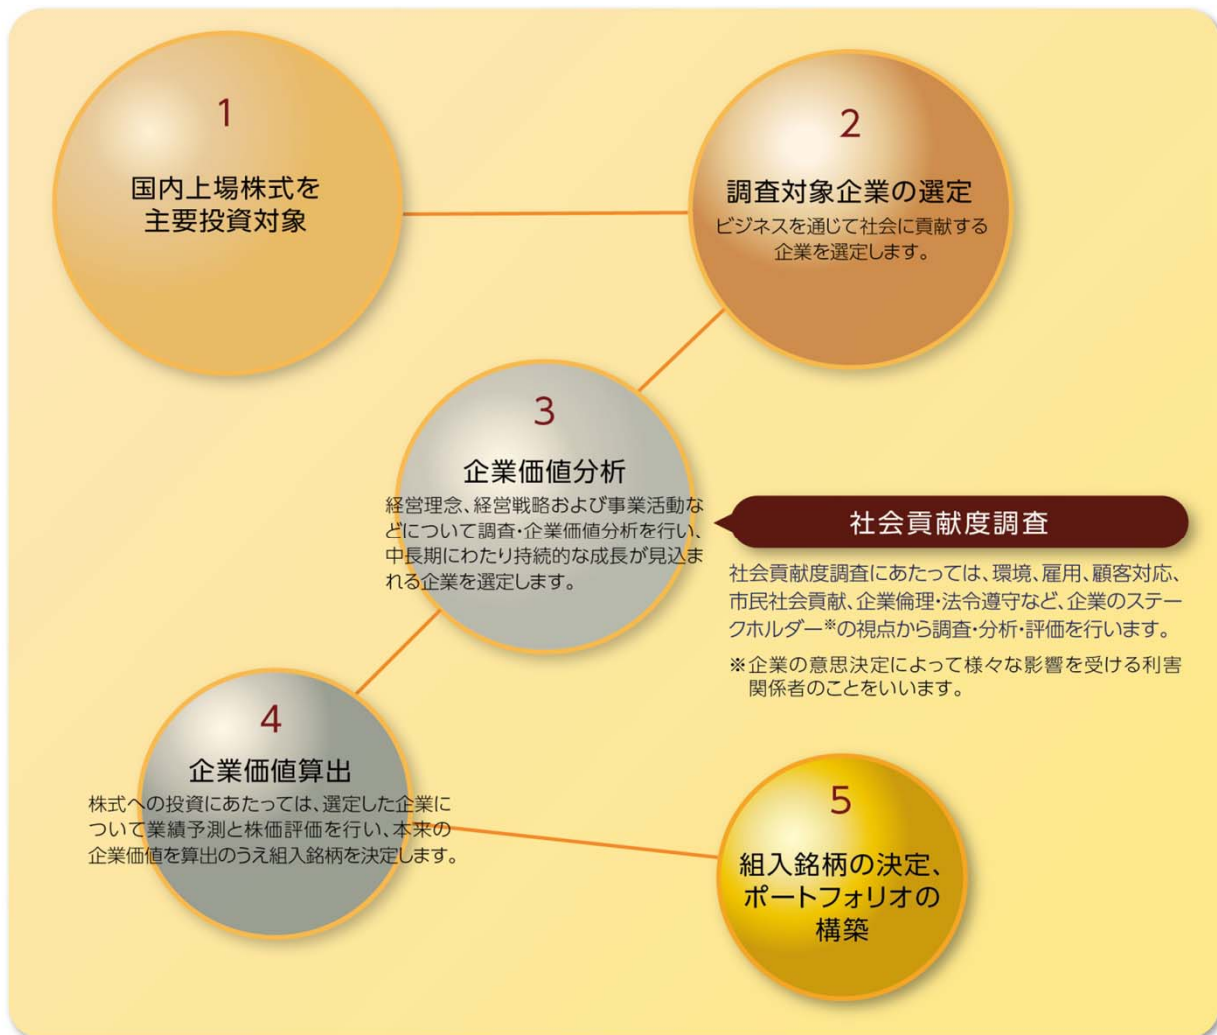 1
国内上場株式を
主要投資対象
2
調査対象企業の選定
ビジネスを通じて社会に貢献する
企業を選定します。
3
企業価値分析
経営理念、経営戦略および事業活動な
どについて調査・企業価値分析を行い、
中長期にわたり持続的な成長が見込ま
れる企業を選定します。
社会貢献度調査
社会貢献度調査にあたっては、環境、雇用、顧客対応、
市民社会貢献、企業倫理・法令遵守など、企業のステー
クホルダー※の視点から調査・分析・評価を行います。
※企業の意思決定によって様々な影響を受ける利害
関係者のことをいいます。
4
企業価値算出
株式への投資にあたっては、選定した企業に
ついて業績予測と株価評価を行い、本来の
企業価値を算出のうえ組入銘柄を決定します。
5
組入銘柄の決定、
ポートフォリオの
構築